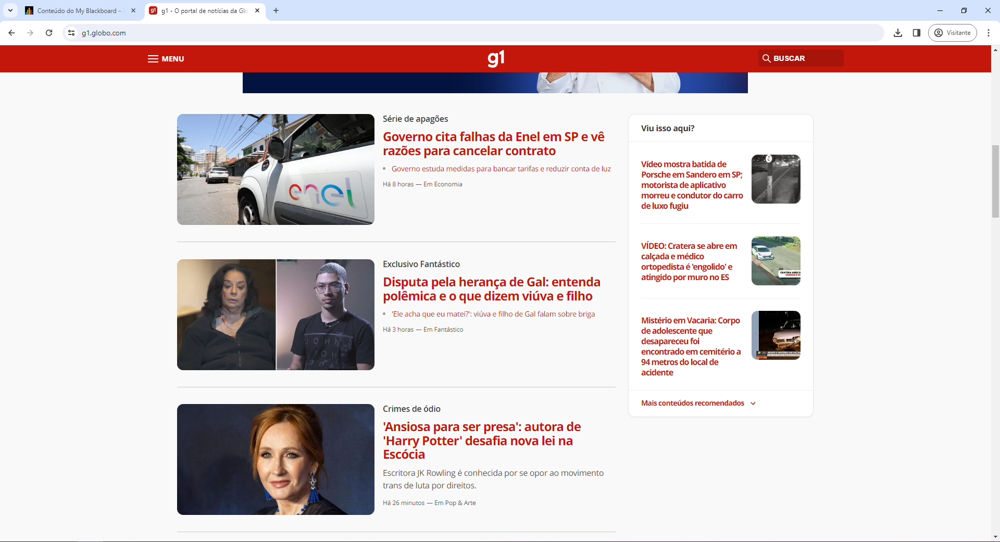 Conteúdo do My Blackboard –
g1 - O portal de notícias da Glo
g1.globo.com
Visitante
MENU
g1
BUSCAR
Série de apagões
Governo cita falhas da Enel em SP e vê
razões para cancelar contrato
Governo estuda medidas para bancar tarifas e reduzir conta de luz
Há 8 horas — Em Economia
enel
Exclusivo Fantástico
Disputa pela herança de Gal: entenda
polêmica e o que dizem viúva e filho
'Ele acha que eu matei?': viúva e filho de Gal falam sobre briga
Há 3 horas — Em Fantástico
JOHN
JOH
Crimes de ódio
'Ansiosa para ser presa': autora de
'Harry Potter' desafia nova lei na
Escócia
Escritora JK Rowling é conhecida por se opor ao movimento
trans de luta por direitos.
Há 26 minutos — Em Pop & Arte
Viu isso aqui?
Vídeo mostra batida de
Porsche em Sandero em SP;
motorista de aplicativo
morreu e condutor do carro
de luxo fugiu
VÍDEO: Cratera se abre em
calçada e médico
ortopedista é 'engolido' e
atingido por muro no ES
CRATERA ABRE
HOMEM É
Mistério em Vacaria: Corpo
de adolescente que
desapareceu foi
encontrado em cemitério a
94 metros do local de
acidente
MORTE E MISTÉRIO EM VACAR
Mais conteúdos recomendados